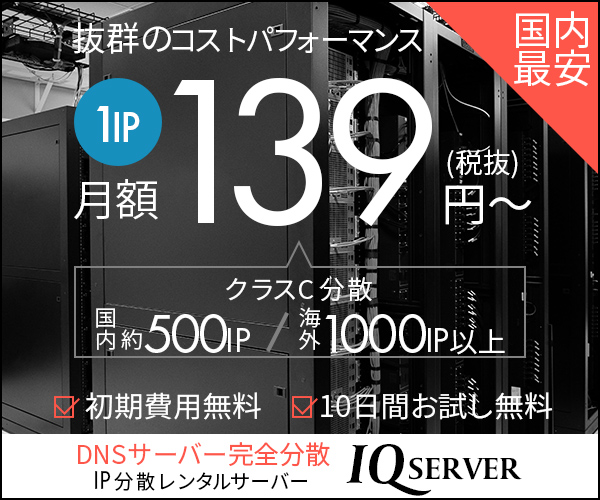 抜群のコストパフォーマンス
国内
最安
1IP
月額
139
(税抜)
円～
クラスC分散
国内 約500IP / 海外 1000IP以上
初期費用無料 10日間お試し無料
DNSサーバー完全分散
IP分散レンタルサーバー
IQ SERVER